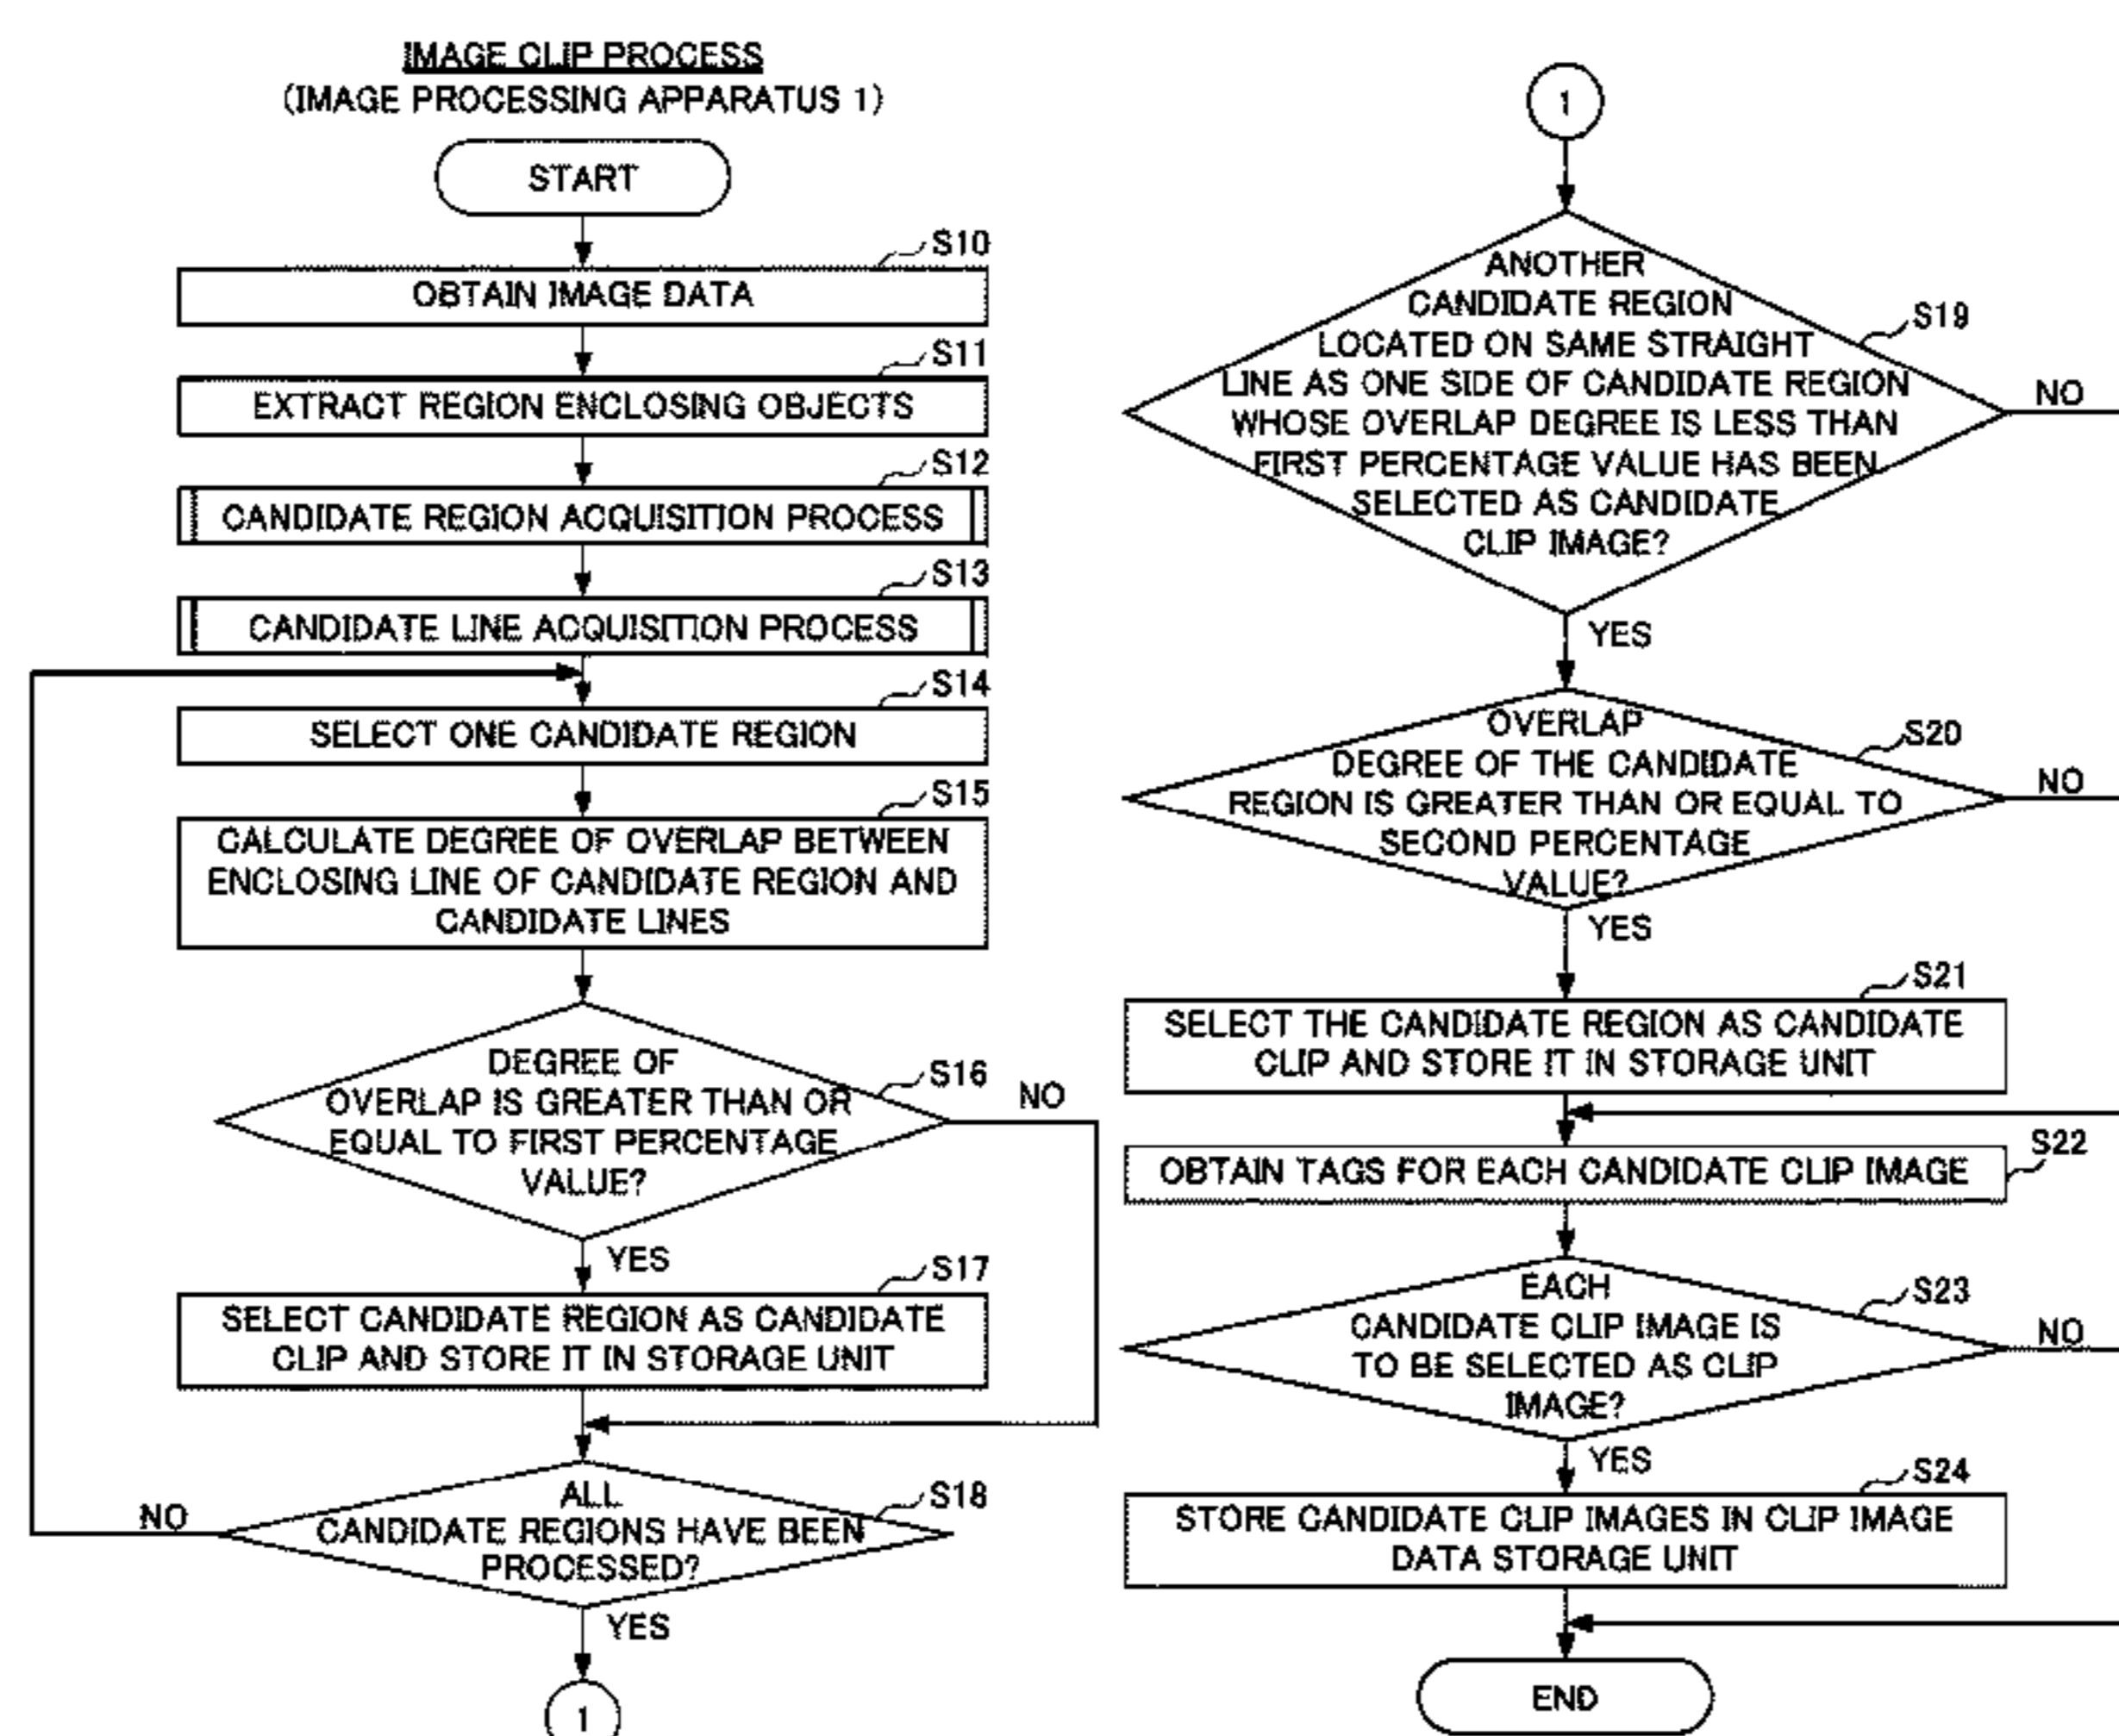 IMAGE CLIP PROCESS
(IMAGE PROCESSING APPARATUS 1)
START
S10
OBTAIN IMAGE DATA
S11
EXTRACT REGION ENCLOSING OBJECTS
S12
CANDIDATE REGION ACQUISITION PROCESS
S13
CANDIDATE LINE ACQUISITION PROCESS
S14
SELECT ONE CANDIDATE REGION
S15
CALCULATE DEGREE OF OVERLAP BETWEEN
ENCLOSING LINE OF CANDIDATE REGION AND
CANDIDATE LINES
S16
DEGREE OF
OVERLAP IS GREATER THAN OR
EQUAL TO FIRST PERCENTAGE
VALUE?
NO
YES
S17
SELECT CANDIDATE REGION AS CANDIDATE
CLIP AND STORE IT IN STORAGE UNIT
S18
ALL
CANDIDATE REGIONS HAVE BEEN
PROCESSED?
NO
YES
1
1
S19
ANOTHER
CANDIDATE REGION
LOCATED ON SAME STRAIGHT
LINE AS ONE SIDE OF CANDIDATE REGION
WHOSE OVERLAP DEGREE IS LESS THAN
FIRST PERCENTAGE VALUE HAS BEEN
SELECTED AS CANDIDATE
CLIP IMAGE?
NO
YES
S20
OVERLAP
DEGREE OF THE CANDIDATE
REGION IS GREATER THAN OR EQUAL TO
SECOND PERCENTAGE
VALUE?
NO
YES
S21
SELECT THE CANDIDATE REGION AS CANDIDATE
CLIP AND STORE IT IN STORAGE UNIT
S22
OBTAIN TAGS FOR EACH CANDIDATE CLIP IMAGE
S23
EACH
CANDIDATE CLIP IMAGE IS
TO BE SELECTED AS CLIP
IMAGE?
NO
YES
S24
STORE CANDIDATE CLIP IMAGES IN CLIP IMAGE
DATA STORAGE UNIT
END